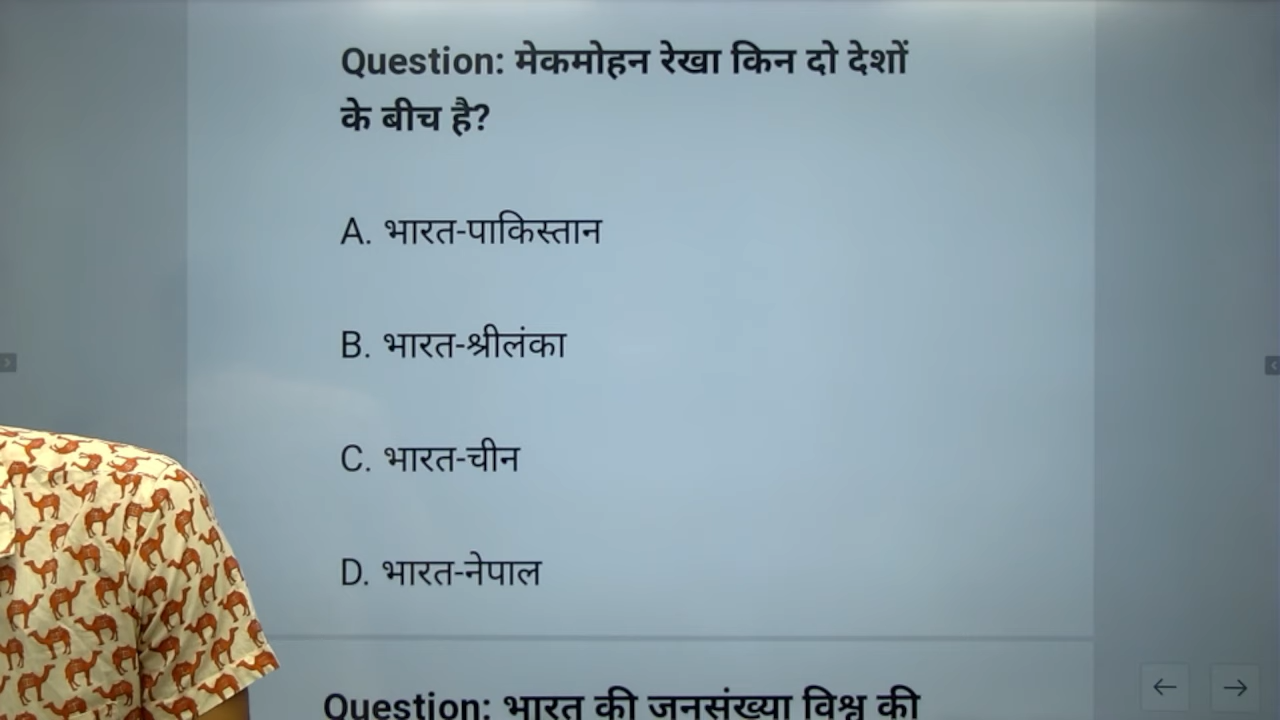 Question: मेकमोहन रेखा किन दो देशों
के बीच है?
A. भारत-पाकिस्तान
B. भारत-श्रीलंका
C. भारत-चीन
D. भारत-नेपाल
Question: भारत की जनसंख्या विश्व की